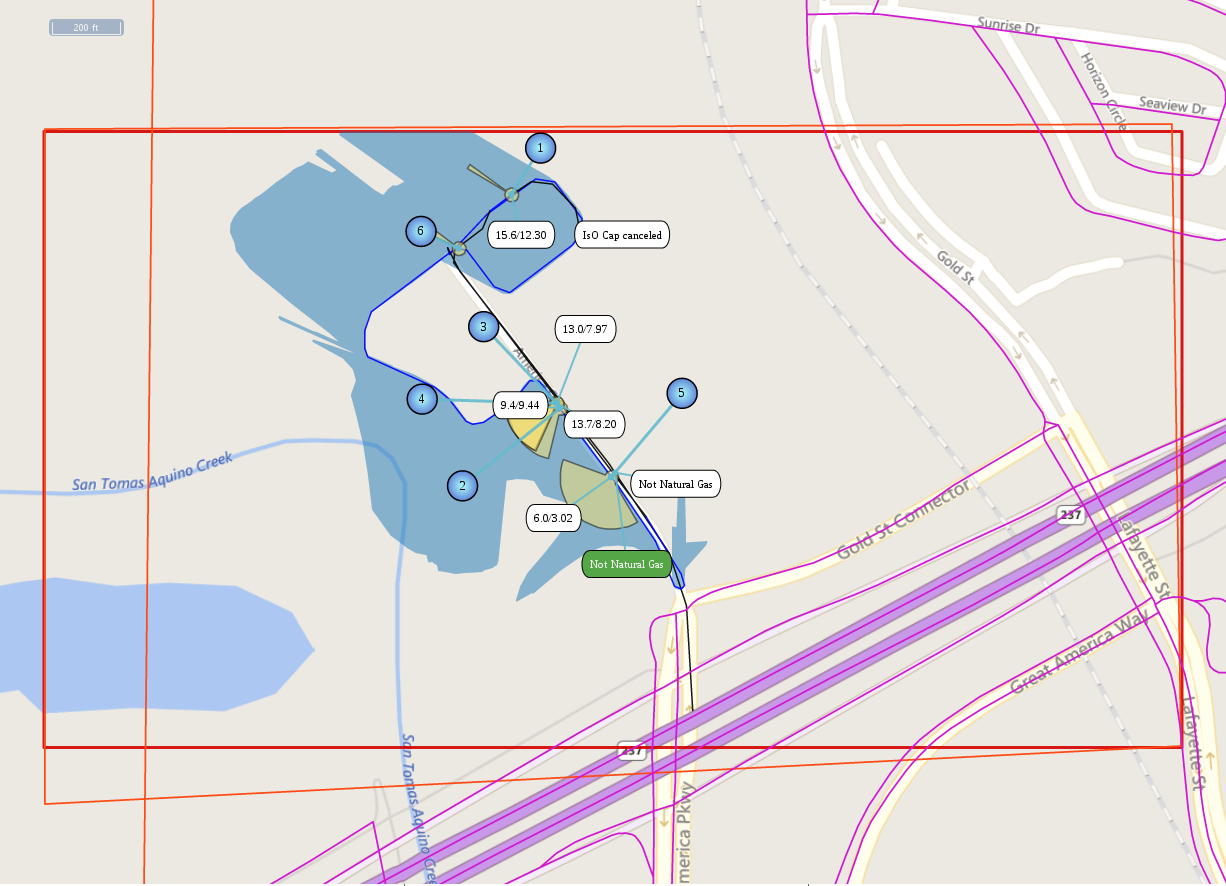 200 ft
Sunrise Dr
Horizon Circle
Seaview Dr
1
6
15.6/12.30
IsO Cap canceled
Gold St
3
13.0/7.97
4
9.4/9.44
5
13.7/8.20
San Tomas Aquino Creek
2
Not Natural Gas
6.0/3.02
Gold St Connector
237
Lafayette St
Not Natural Gas
Great America Way
Lafayette St
237
San Tomas Aquino Cree
merica Pkwy